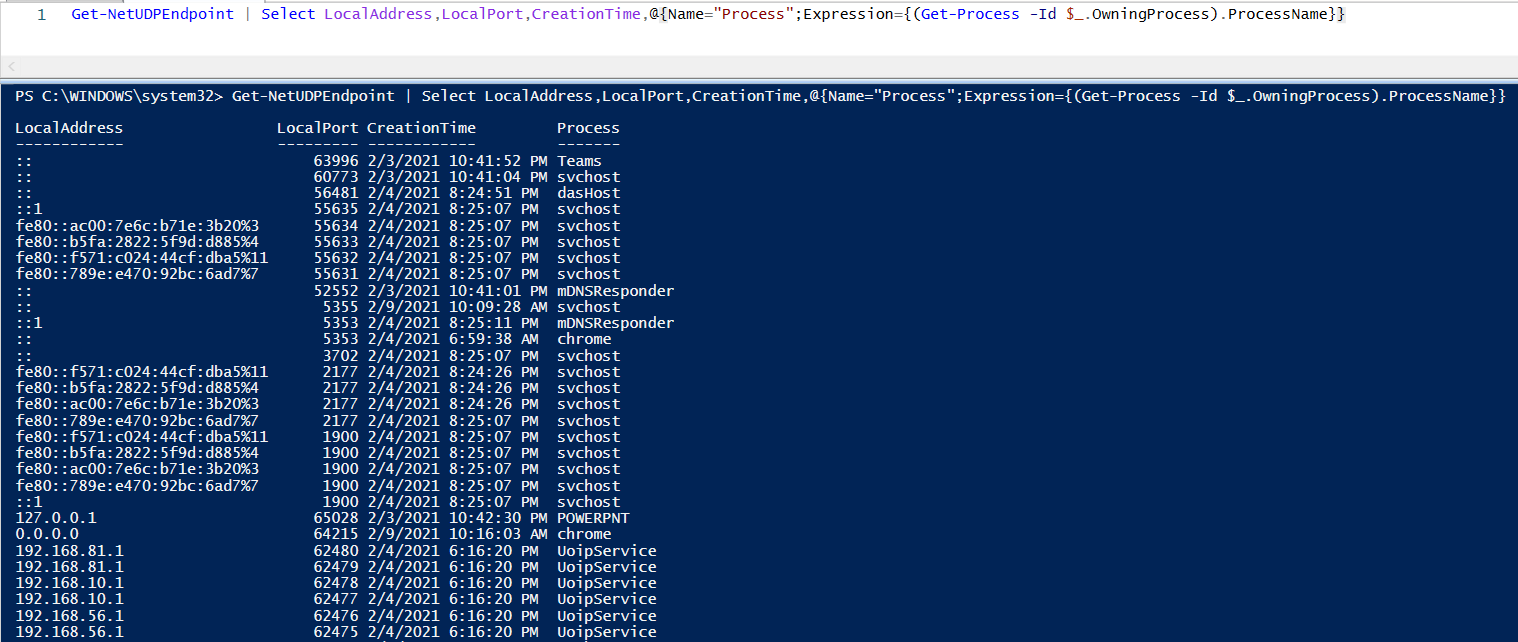 1 Get-NetUDPEndpoint | Select LocalAddress,LocalPort,CreationTime,@{Name="Process";Expression={(Get-Process -Id $_.OwningProcess).ProcessName}}
PS C:\WINDOWS\system32> Get-NetUDPEndpoint | Select LocalAddress,LocalPort,CreationTime,@{Name="Process";Expression={(Get-Process -Id $_.OwningProcess).ProcessName}}
LocalAddress LocalPort CreationTime Process
------------ --------- ------------ -------
:: 63996 2/3/2021 10:41:52 PM Teams
:: 60773 2/3/2021 10:41:04 PM svchost
:: 56481 2/4/2021 8:24:51 PM dasHost
::1 55635 2/4/2021 8:25:07 PM svchost
fe80::ac00:7e6c:b71e:3b20%3 55634 2/4/2021 8:25:07 PM svchost
fe80::b5fa:2822:5f9d:d885%4 55633 2/4/2021 8:25:07 PM svchost
fe80::f571:c024:44cf:dba5%11 55632 2/4/2021 8:25:07 PM svchost
fe80::789e:e470:92bc:6ad7%7 55631 2/4/2021 8:25:07 PM svchost
:: 52552 2/3/2021 10:41:01 PM mDNSResponder
:: 5355 2/9/2021 10:09:28 AM svchost
::1 5353 2/4/2021 8:25:11 PM mDNSResponder
:: 5353 2/4/2021 6:59:38 AM chrome
:: 3702 2/4/2021 8:25:07 PM svchost
fe80::f571:c024:44cf:dba5%11 2177 2/4/2021 8:24:26 PM svchost
fe80::b5fa:2822:5f9d:d885%4 2177 2/4/2021 8:24:26 PM svchost
fe80::ac00:7e6c:b71e:3b20%3 2177 2/4/2021 8:24:26 PM svchost
fe80::789e:e470:92bc:6ad7%7 2177 2/4/2021 8:25:07 PM svchost
fe80::f571:c024:44cf:dba5%11 1900 2/4/2021 8:25:07 PM svchost
fe80::b5fa:2822:5f9d:d885%4 1900 2/4/2021 8:25:07 PM svchost
fe80::ac00:7e6c:b71e:3b20%3 1900 2/4/2021 8:25:07 PM svchost
fe80::789e:e470:92bc:6ad7%7 1900 2/4/2021 8:25:07 PM svchost
::1 1900 2/4/2021 8:25:07 PM svchost
127.0.0.1 65028 2/3/2021 10:42:30 PM POWERPNT
0.0.0.0 64215 2/9/2021 10:16:03 AM chrome
192.168.81.1 62480 2/4/2021 6:16:20 PM UoipService
192.168.81.1 62479 2/4/2021 6:16:20 PM UoipService
192.168.10.1 62478 2/4/2021 6:16:20 PM UoipService
192.168.10.1 62477 2/4/2021 6:16:20 PM UoipService
192.168.56.1 62476 2/4/2021 6:16:20 PM UoipService
192.168.56.1 62475 2/4/2021 6:16:20 PM UoipService